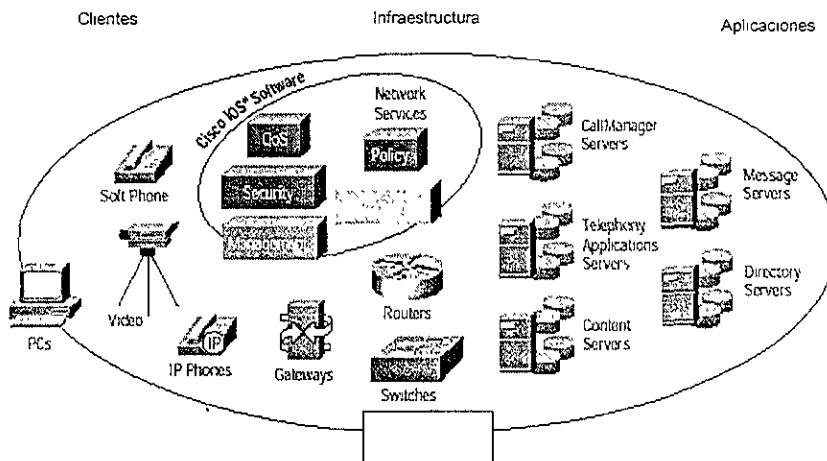 Clientes
Infraestructura
Aplicaciones
Cisco IOS® Software
Network
Services
QoS
Policy
Security
Management
Soft Phone
Video
PCs
IP
IP Phones
Gateways
Routers
Switches
CallManager
Servers
Telephony
Applications
Servers
Content
Servers
Message
Servers
Directory
Servers